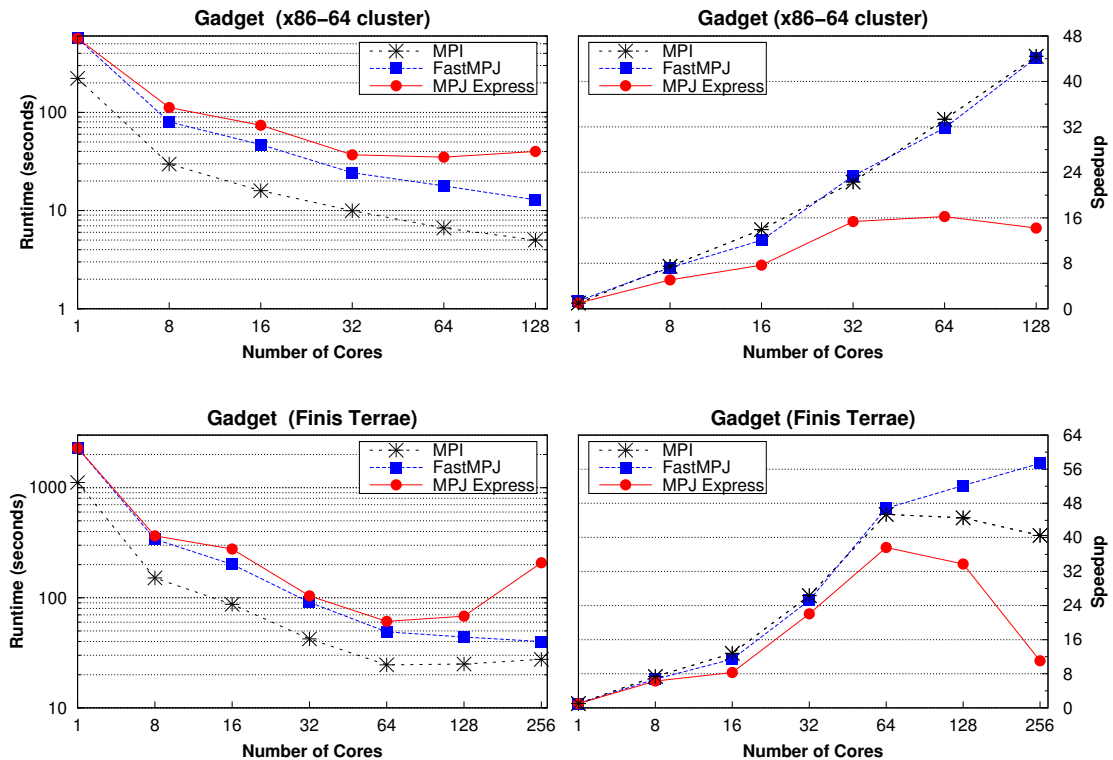 Gadget (x86−64 cluster)
Runtime (seconds)
100
10
1
MPI
FastMPJ
MPJ Express
1 8 16 32 64 128
Number of Cores
Gadget (x86−64 cluster)
MPI
FastMPJ
MPJ Express
48
40
32
24
16
8
0
Speedup
1 8 16 32 64 128
Number of Cores
Gadget (Finis Terrae)
Runtime (seconds)
1000
100
10
MPI
FastMPJ
MPJ Express
1 8 16 32 64 128 256
Number of Cores
Gadget (Finis Terrae)
MPI
FastMPJ
MPJ Express
64
56
48
40
32
24
16
8
0
Speedup
1 8 16 32 64 128 256
Number of Cores